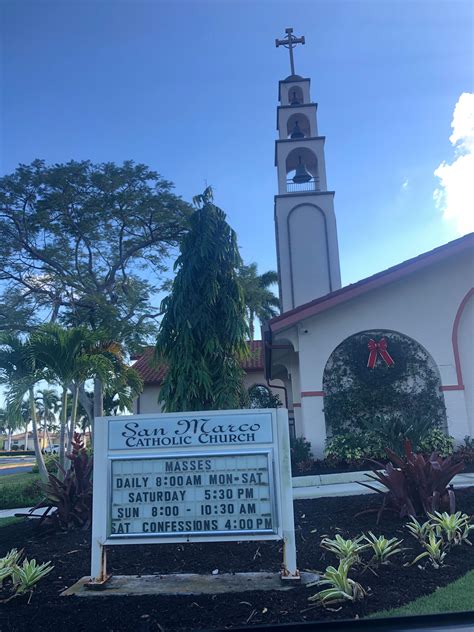 San Marco
Catholic Church
MASSES
DAILY 8:00AM MON-SAT
SATURDAY 5:30 PM
SUN 8:00 - 10:30 AM
SAT CONFESSIONS 4:00PM